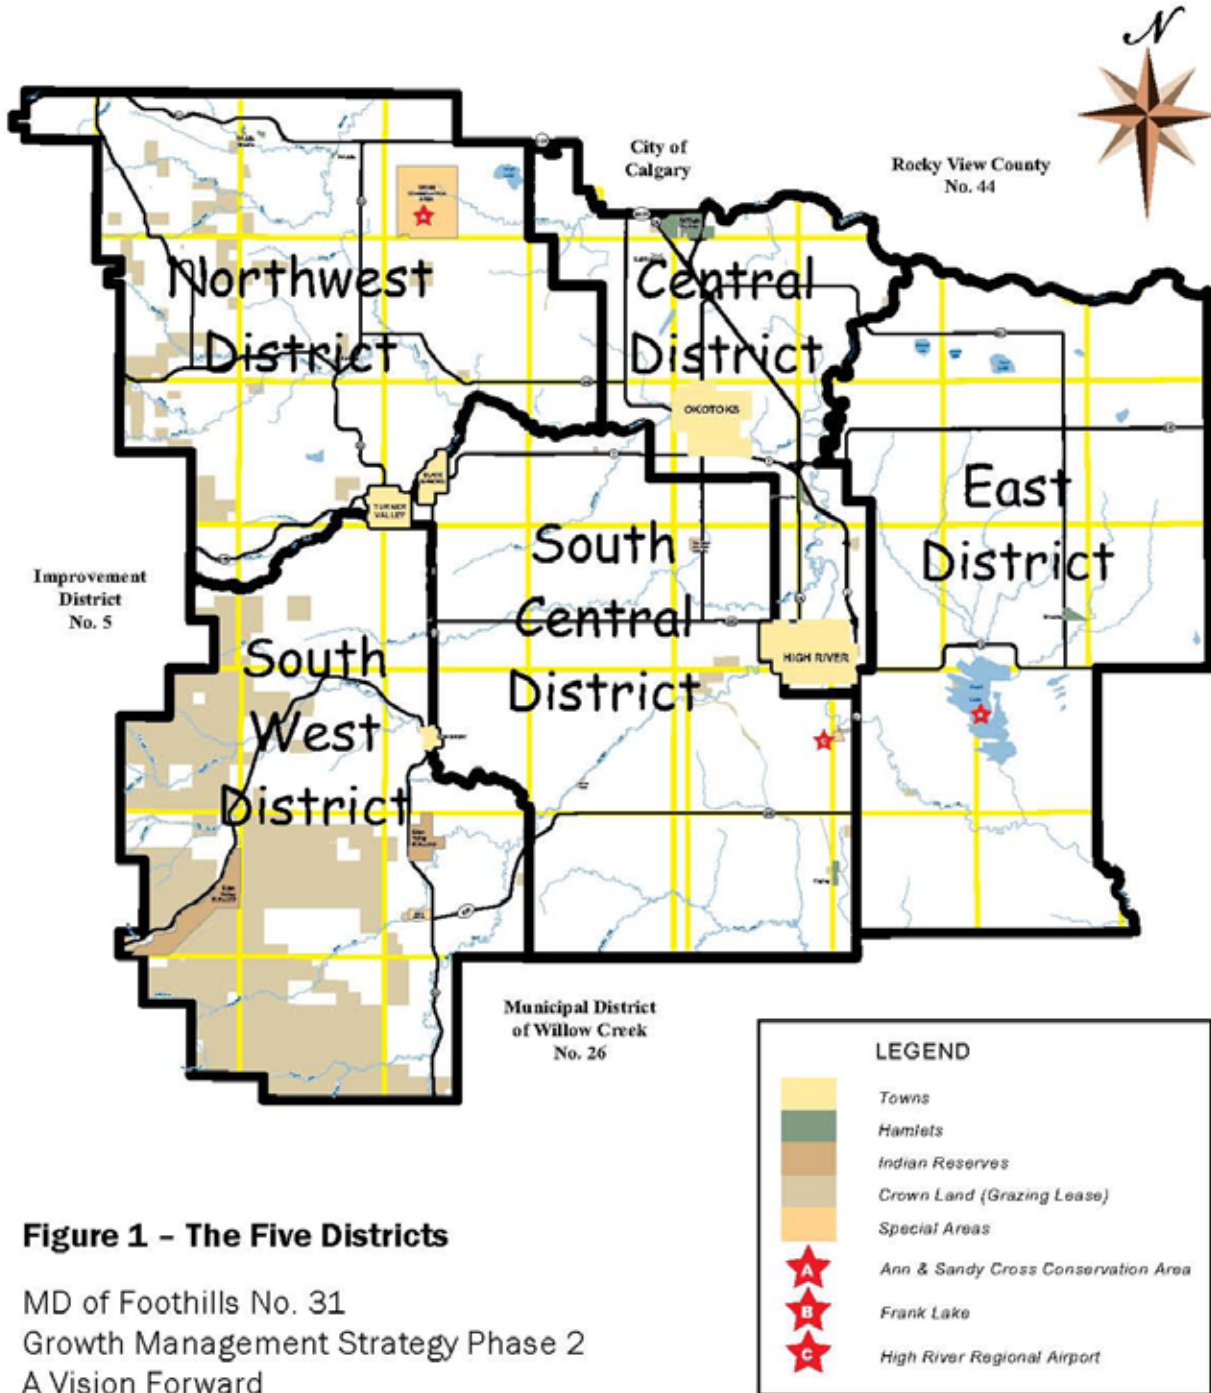 N
City of
Calgary
Rocky View County
No. 44
Northwest
District
Central
District
OKOTOKS
East
District
BLACK
DIAMOND
TURNER
VALLEY
South
Central
District
Improvement
District
No. 5
HIGH RIVER
South
West
District
A
C
Municipal District
of Willow Creek
No. 26
LEGEND
Towns
Hamlets
Indian Reserves
Crown Land (Grazing Lease)
Special Areas
A Ann & Sandy Cross Conservation Area
B Frank Lake
C High River Regional Airport
Figure 1 – The Five Districts
MD of Foothills No. 31
Growth Management Strategy Phase 2
A Vision Forward